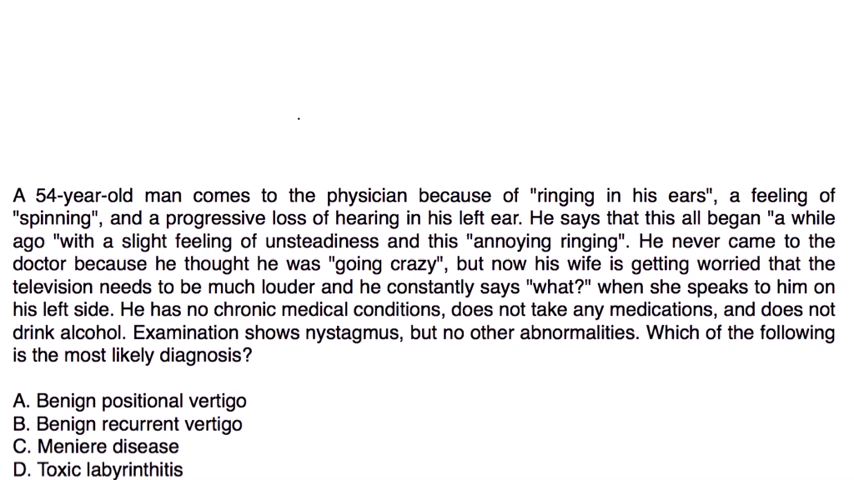 A 54-year-old man comes to the physician because of "ringing in his ears", a feeling of
"spinning", and a progressive loss of hearing in his left ear. He says that this all began "a while
ago "with a slight feeling of unsteadiness and this "annoying ringing". He never came to the
doctor because he thought he was "going crazy", but now his wife is getting worried that the
television needs to be much louder and he constantly says "what?" when she speaks to him on
his left side. He has no chronic medical conditions, does not take any medications, and does not
drink alcohol. Examination shows nystagmus, but no other abnormalities. Which of the following
is the most likely diagnosis?
A. Benign positional vertigo
B. Benign recurrent vertigo
C. Meniere disease
D. Toxic labyrinthitis